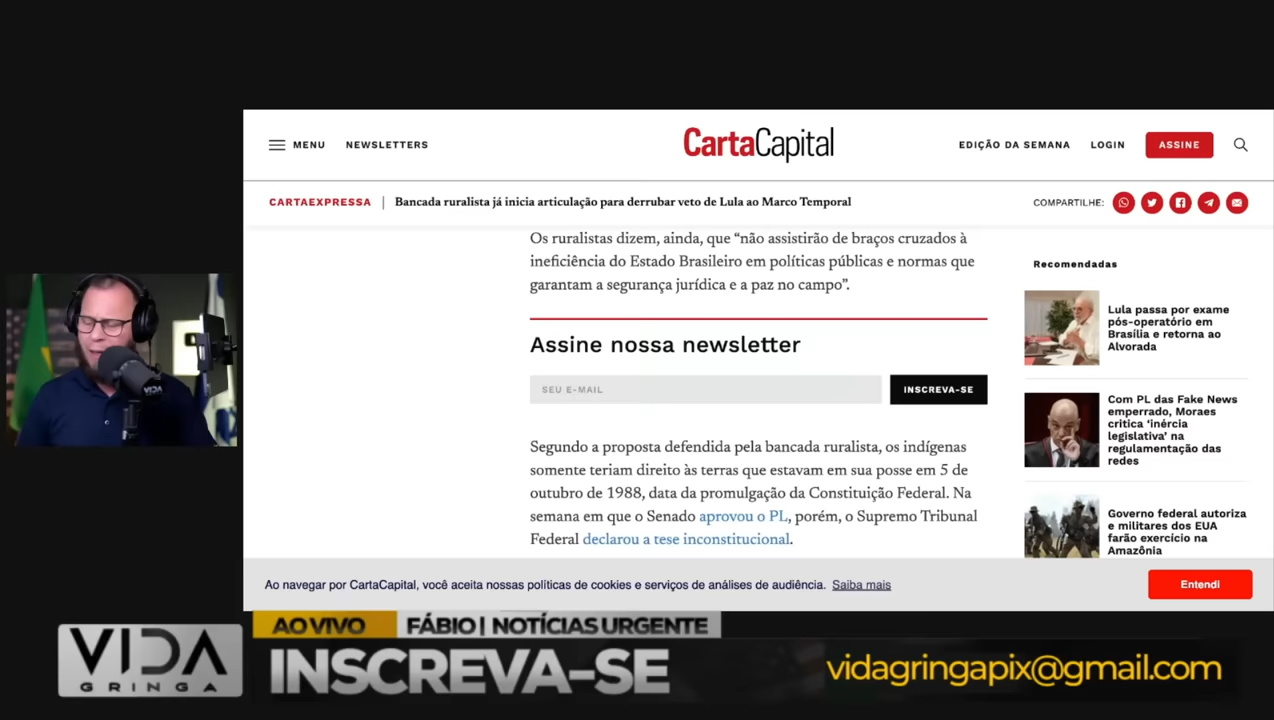 MENU
NEWSLETTERS
CartaCapital
EDIÇÃO DA SEMANA
LOGIN
ASSINE
CARTAEXPRESSA
Bancada ruralista já inicia articulação para derrubar veto de Lula ao Marco Temporal
COMPARTILHE:
Os ruralistas dizem, ainda, que “não assistirão de braços cruzados à
ineficiência do Estado Brasileiro em políticas públicas e normas que
garantam a segurança jurídica e a paz no campo”.
Assine nossa newsletter
SEU E-MAIL
INSCREVA-SE
Segundo a proposta defendida pela bancada ruralista, os indígenas
somente teriam direito às terras que estavam em sua posse em 5 de
outubro de 1988, data da promulgação da Constituição Federal. Na
semana em que o Senado aprovou o PL, porém, o Supremo Tribunal
Federal declarou a tese inconstitucional.
Recomendadas
Lula passa por exame
pós-operatório em
Brasília e retorna ao
Alvorada
Com PL das Fake News
emperrado, Moraes
critica ‘inércia
legislativa’ na
regulamentação das
redes
Governo federal autoriza
e militares dos EUA
farão exercício na
Amazônia
Ao navegar por CartaCapital, você aceita nossas políticas de cookies e serviços de análises de audiência. Saiba mais
Entendi
VIDA
VIDA
GRINGA
AO VIVO
FÁBIO | NOTÍCIAS URGENTE
INSCREVA-SE
vidagringapix@gmail.com